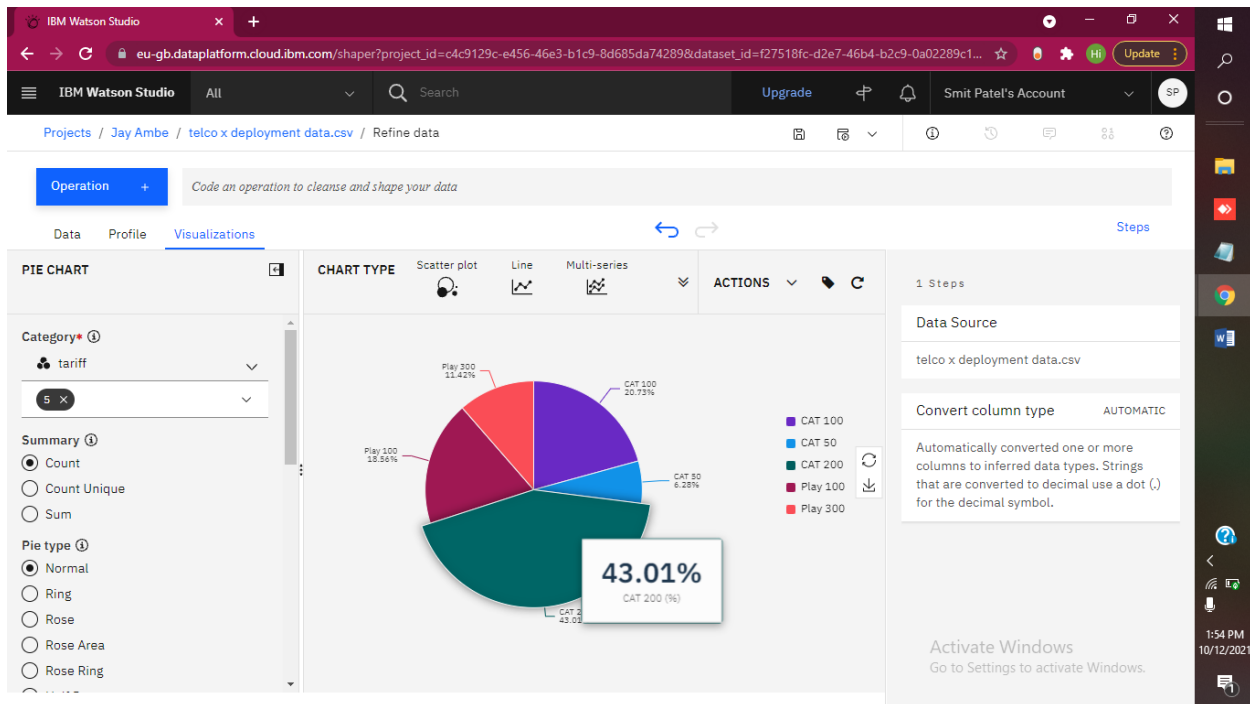 IBM Watson Studio
eu-gb.dataplatform.cloud.ibm.com/shaper?project_id=c4c9129c-e456-46e3-b1c9-8d685da74289&dataset_id=f27518fc-d2e7-46b4-b2c9-0a02289c1...
Hi
Update
IBM Watson Studio
All
Search
Upgrade
Smit Patel's Account
SP
Projects / Jay Ambe / telco x deployment data.csv / Refine data
Operation +
Code an operation to cleanse and shape your data
Data
Profile
Visualizations
Steps
PIE CHART
Category*
tariff
5 ×
Summary
Count
Count Unique
Sum
Pie type
Normal
Ring
Rose
Rose Area
Rose Ring
CHART TYPE
Scatter plot
Line
Multi-series
ACTIONS
Play 300
11.42%
CAT 100
20.73%
Play 100
18.56%
CAT 50
6.28%
43.01%
CAT 200 (%)
CAT 2
43.01
CAT 100
CAT 50
CAT 200
Play 100
Play 300
1 Steps
Data Source
telco x deployment data.csv
Convert column type AUTOMATIC
Automatically converted one or more
columns to inferred data types. Strings
that are converted to decimal use a dot (.)
for the decimal symbol.
Activate Windows
Go to Settings to activate Windows.
1:54 PM
10/12/2021
1